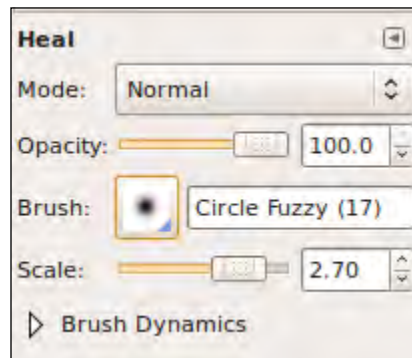 Heal
Mode: Normal
Opacity: 100.0
Brush: Circle Fuzzy (17)
Scale: 2.70
Brush Dynamics